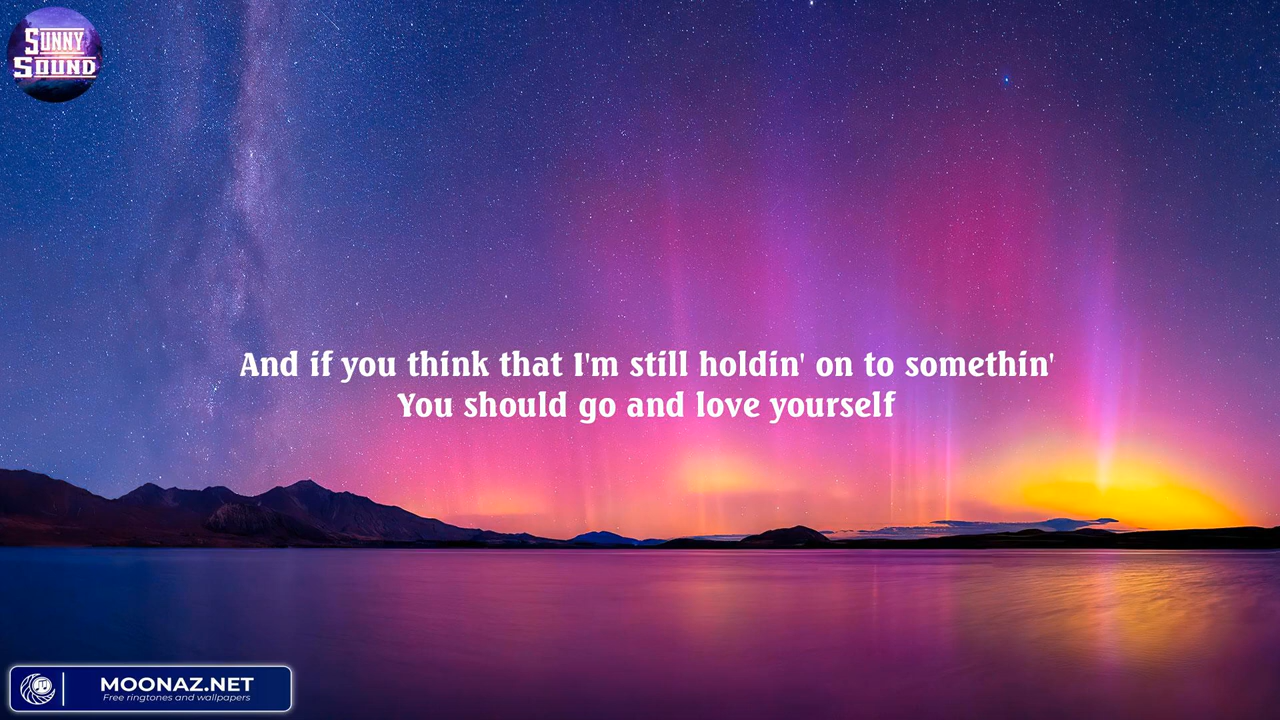 SUNNY
SOUND
And if you think that I'm still holdin' on to somethin'
You should go and love yourself
MOONAZ.NET
Free ringtones and wallpapers